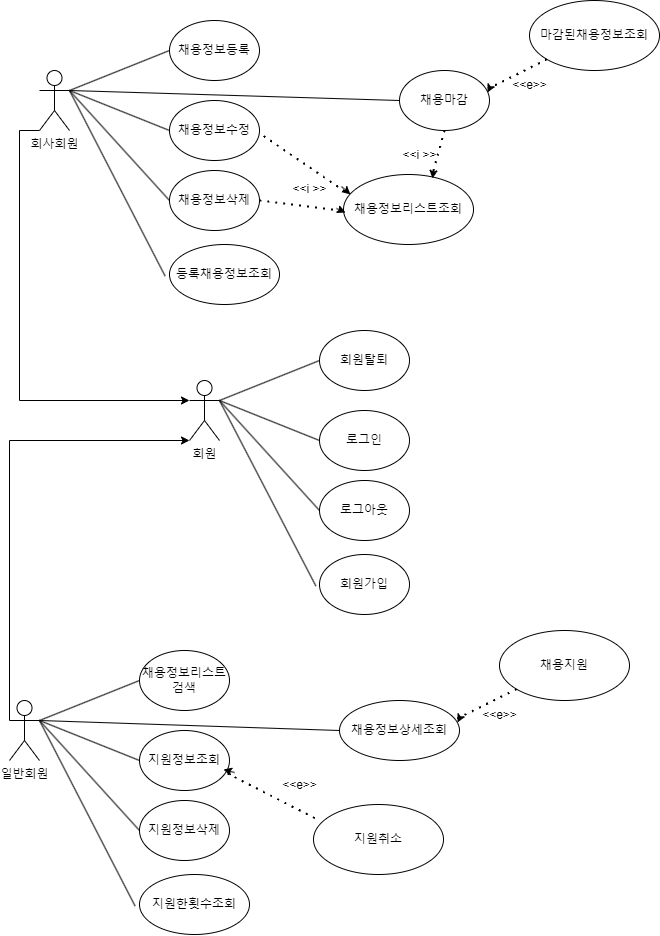 마감된채용정보조회
채용정보등록
<<e>>
채용마감
회사회원
채용정보수정
<<i >>
<<i >>
채용정보삭제
채용정보리스트조회
등록채용정보조회
회원탈퇴
회원
로그인
로그아웃
회원가입
채용정보리스트
검색
채용지원
<<e>>
채용정보상세조회
일반회원
지원정보조회
<<e>>
지원정보삭제
지원취소
지원한횟수조회